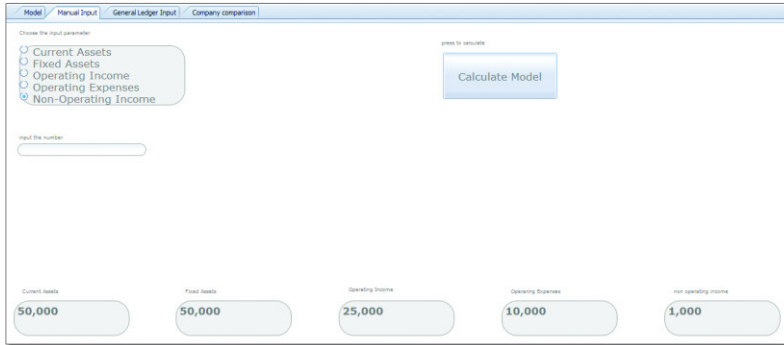 Model Manual Input General Ledger Input Company comparison
Choose the input parameter
press to calculate
Current Assets
Fixed Assets
Operating Income
Operating Expenses
Non-Operating Income
Calculate Model
input the number
Current Assets Fixed Assets Operating Income Operating Expenses non operating income
50,000 50,000 25,000 10,000 1,000